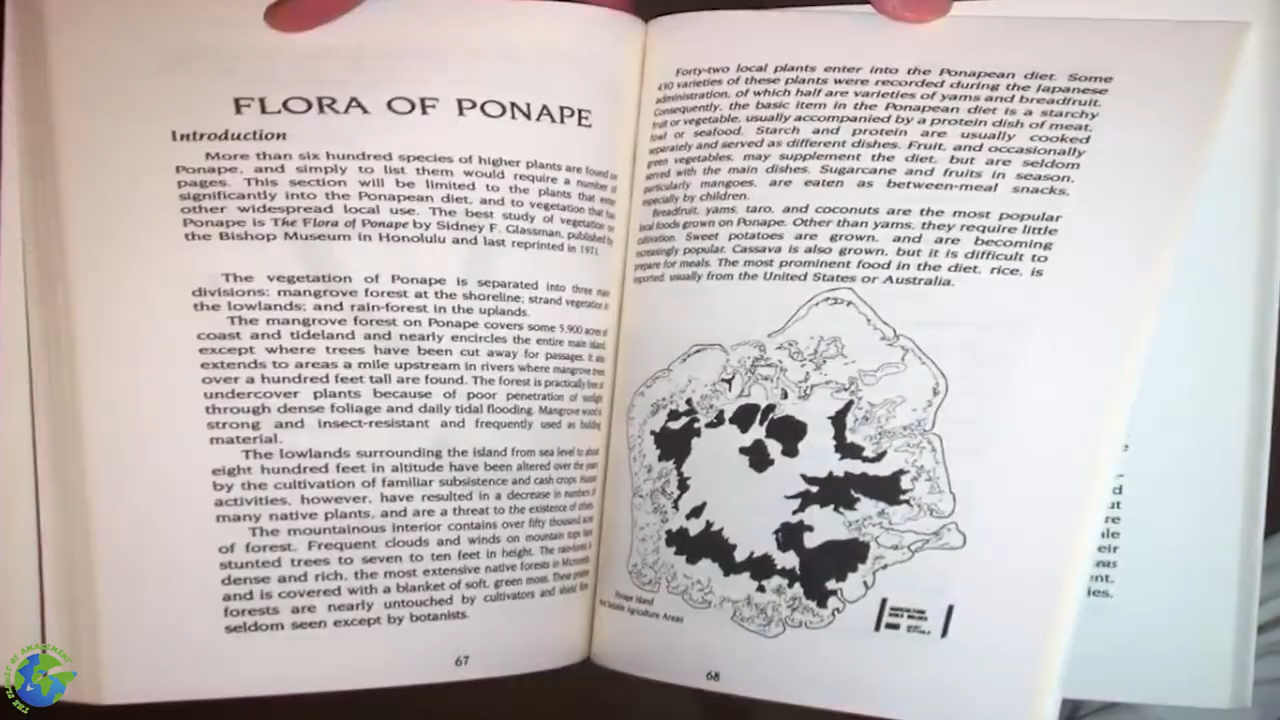 FLORA OF PONAPE
Introduction
More than six hundred species of higher plants are found on
Ponape, and simply to list them would require a number of
pages. This section will be limited to the plants that enter
significantly into the Ponapean diet, and to vegetation that has
other widespread local use. The best study of vegetation on
Ponape is The Flora of Ponape by Sidney F. Glassman, published by
the Bishop Museum in Honolulu and last reprinted in 1971.
The vegetation of Ponape is separated into three main
divisions: mangrove forest at the shoreline; strand vegetation in
the lowlands; and rain-forest in the uplands.
The mangrove forest on Ponape covers some 5,900 acres of
coast and tideland and nearly encircles the entire main island,
except where trees have been cut away for passages. It also
extends to areas a mile upstream in rivers where mangrove trees
over a hundred feet tall are found. The forest is practically free of
undercover plants because of poor penetration of sunlight
through dense foliage and daily tidal flooding. Mangrove wood is
strong and insect-resistant and frequently used as building
material.
The lowlands surrounding the island from sea level to about
eight hundred feet in altitude have been altered over the years
by the cultivation of familiar subsistence and cash crops. Human
activities, however, have resulted in a decrease in numbers of
many native plants, and are a threat to the existence of others.
The mountainous interior contains over fifty thousand acres
of forest. Frequent clouds and winds on mountain tops have
stunted trees to seven to ten feet in height. The rain-forest is
dense and rich, the most extensive native forests in Micronesia
and is covered with a blanket of soft, green moss. These pristine
forests are nearly untouched by cultivators and shield flora
seldom seen except by botanists.
67
Forty-two local plants enter into the Ponapean diet. Some
430 varieties of these plants were recorded during the Japanese
administration, of which half are varieties of yams and breadfruit.
Consequently, the basic item in the Ponapean diet is a starchy
fruit or vegetable, usually accompanied by a protein dish of meat,
fowl or seafood. Starch and protein are usually cooked
separately and served as different dishes. Fruit, and occasionally
green vegetables, may supplement the diet, but are seldom
served with the main dishes. Sugarcane and fruits in season,
particularly mangoes, are eaten as between-meal snacks,
especially by children.
Breadfruit, yams, taro, and coconuts are the most popular
local foods grown on Ponape. Other than yams, they require little
cultivation. Sweet potatoes are grown, and are becoming
increasingly popular. Cassava is also grown, but it is difficult to
prepare for meals. The most prominent food in the diet, rice, is
imported, usually from the United States or Australia.
Ponape Island
Most Suitable Agriculture Areas
68
THE PLANET OF AMAZEMENT